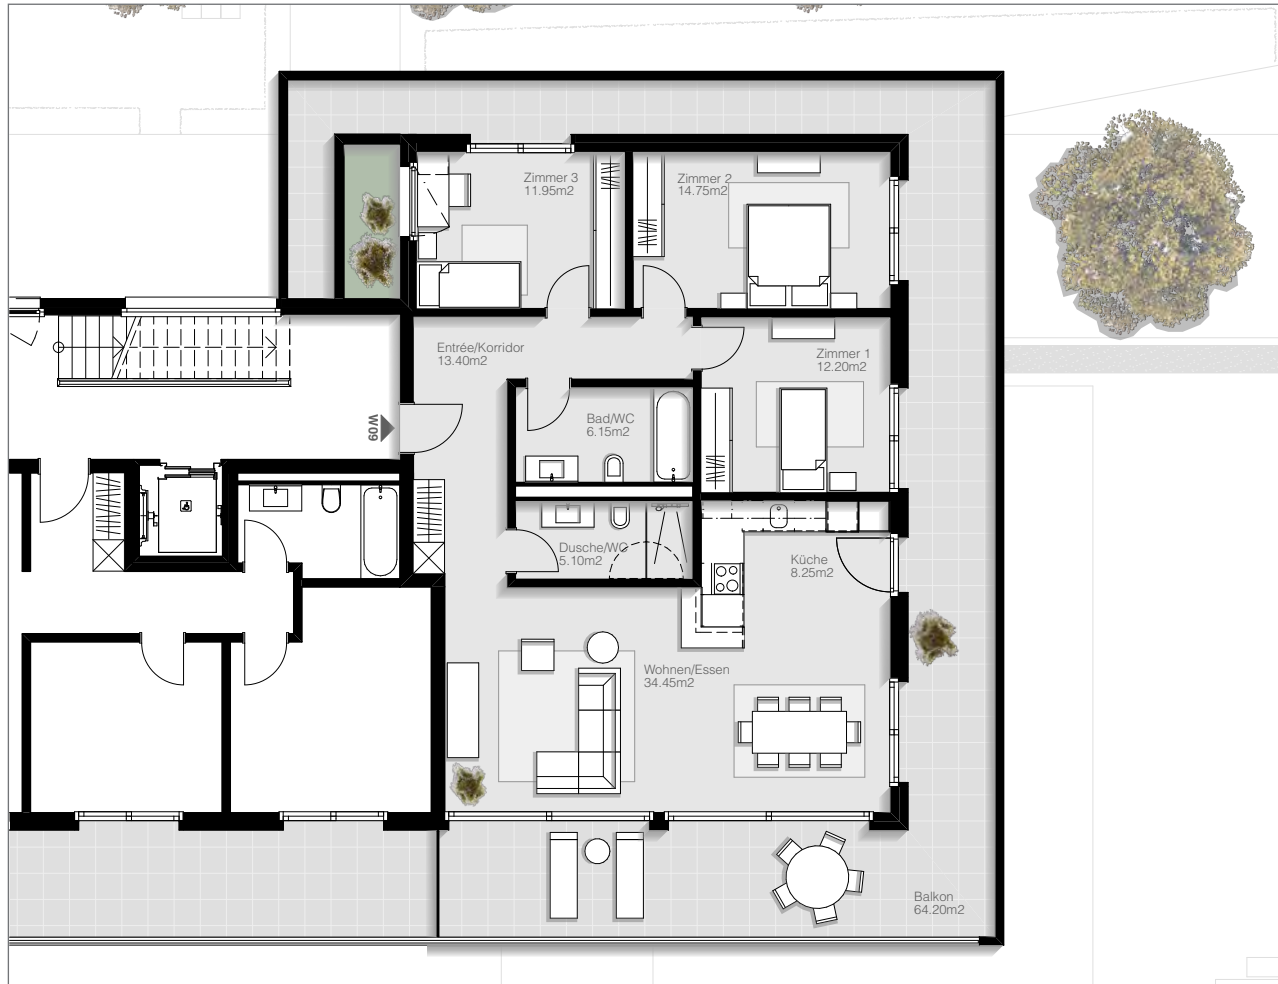 Zimmer 3
11.95m2
Zimmer 2
14.75m2
Entrée/Korridor
13.40m2
Zimmer 1
12.20m2
W09
Bad/WC
6.15m2
Dusche/WC
5.10m2
Küche
8.25m2
Wohnen/Essen
34.45m2
Balkon
64.20m2